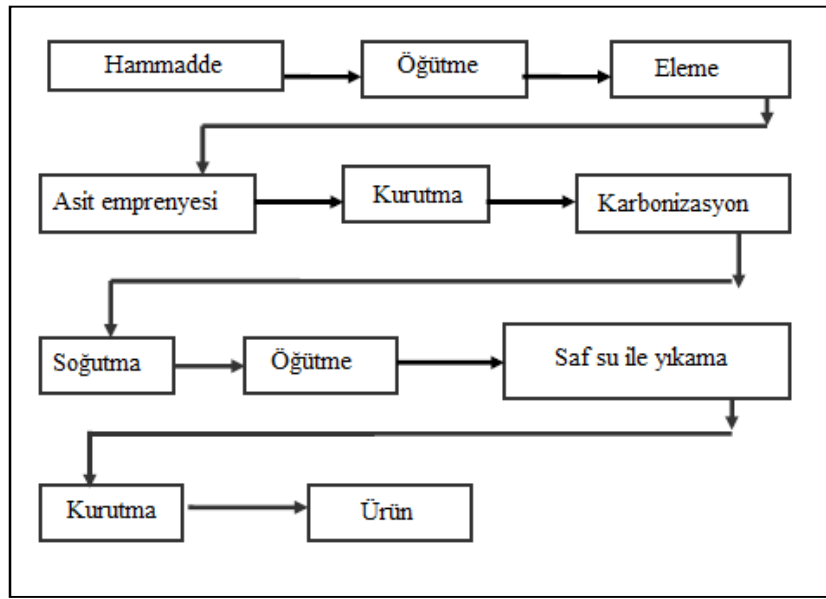 Hammadde
Öğütme
Eleme
Asit emprenyesi
Kurutma
Karbonizasyon
Soğutma
Öğütme
Saf su ile yıkama
Kurutma
Ürün